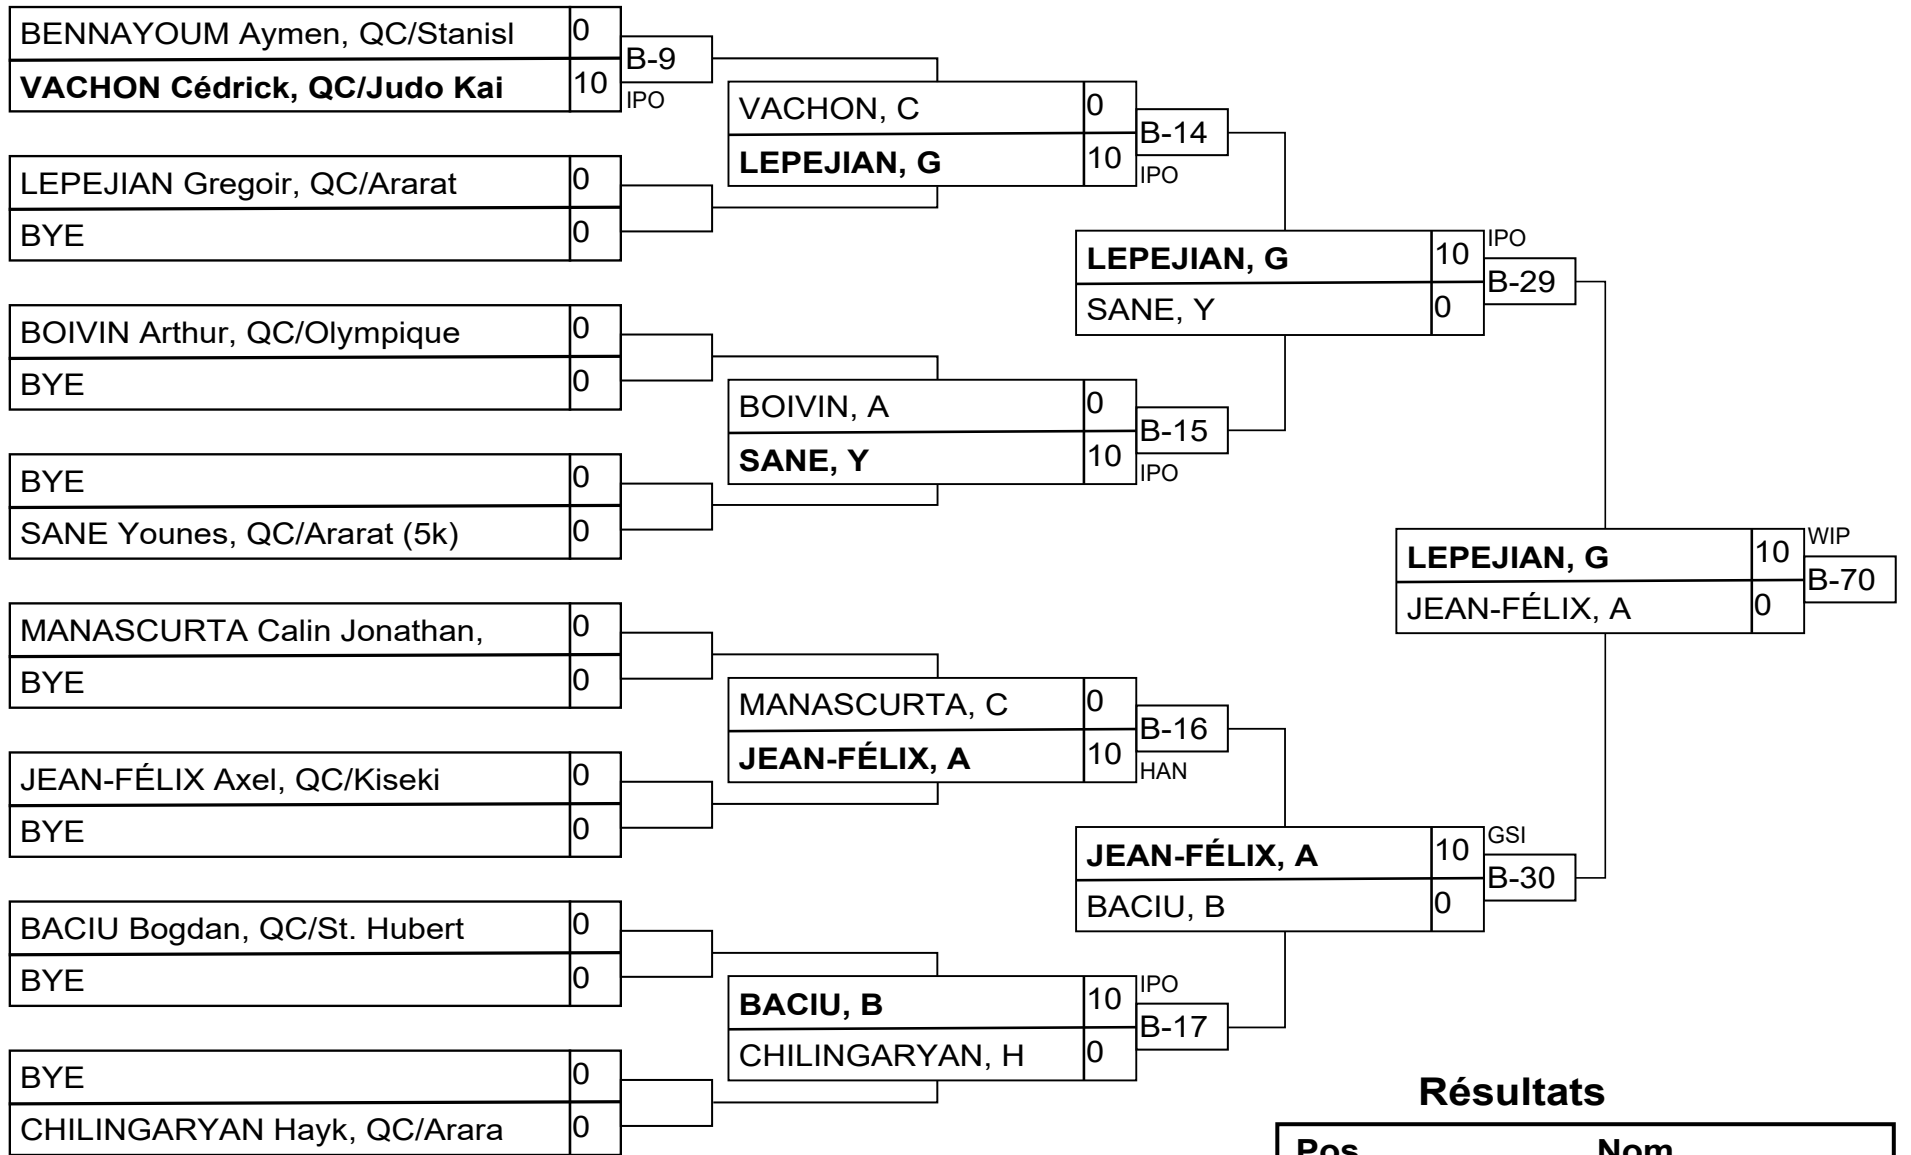 BENNAYOUM Aymen, QC/Stanisl 0
VACHON Cédrick, QC/Judo Kai 10
B-9
IPO
LEPEJIAN Gregoir, QC/Ararat 0
BYE 0
BOIVIN Arthur, QC/Olympique 0
BYE 0
BYE 0
SANE Younes, QC/Ararat (5k) 0
MANASCURTA Calin Jonathan, 0
BYE 0
JEAN-FÉLIX Axel, QC/Kiseki 0
BYE 0
BACIU Bogdan, QC/St. Hubert 0
BYE 0
BYE 0
CHILINGARYAN Hayk, QC/Arara 0
VACHON, C 0
LEPEJIAN, G 10
B-14
IPO
BOIVIN, A 0
SANE, Y 10
B-15
IPO
MANASCURTA, C 0
JEAN-FÉLIX, A 10
B-16
HAN
BACIU, B 10
CHILINGARYAN, H 0
IPO
B-17
LEPEJIAN, G 10
SANE, Y 0
IPO
B-29
JEAN-FÉLIX, A 10
BACIU, B 0
GSI
B-30
LEPEJIAN, G 10
JEAN-FÉLIX, A 0
WIP
B-70
Résultats
Pos Nom